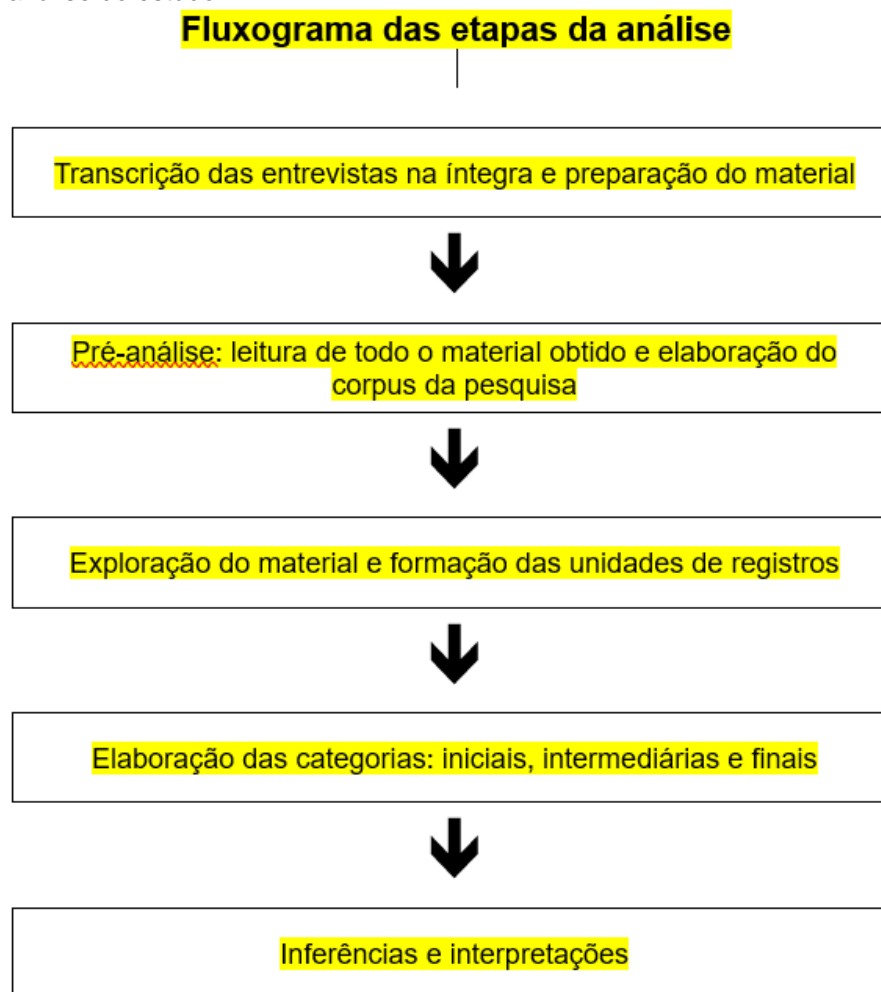 Fluxograma das etapas da análise
Transcrição das entrevistas na íntegra e preparação do material
Pré-análise: leitura de todo o material obtido e elaboração do
corpus da pesquisa
Exploração do material e formação das unidades de registros
Elaboração das categorias: iniciais, intermediárias e finais
Inferências e interpretações